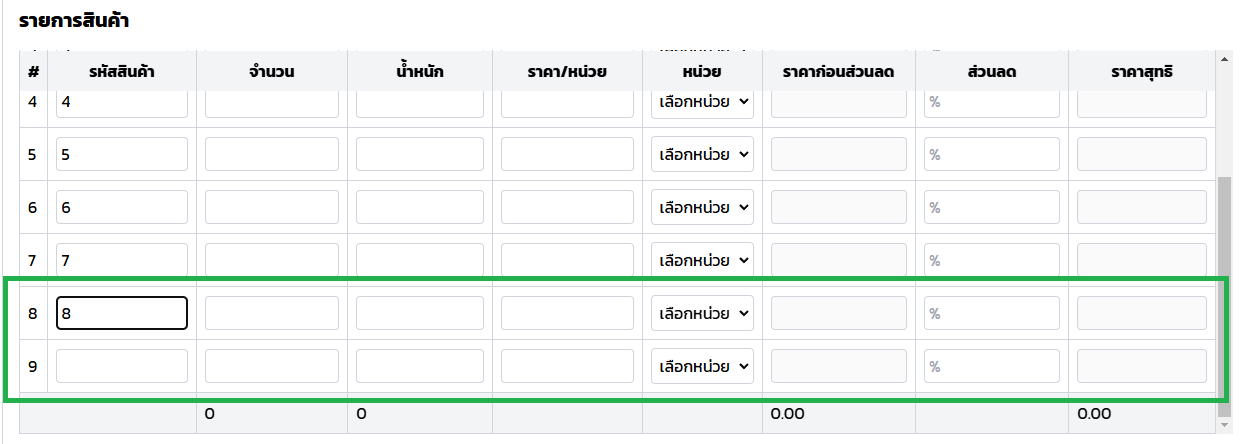 รายการสินค้า
# รหัสสินค้า จำนวน น้ำหนัก ราคา/หน่วย หน่วย ราคาก่อนส่วนลด ส่วนลด ราคาสุทธิ
4 4 เลือกหน่วย %
5 5 เลือกหน่วย %
6 6 เลือกหน่วย %
7 7 เลือกหน่วย %
8 8 เลือกหน่วย %
9 เลือกหน่วย %
0 0 0.00 0.00